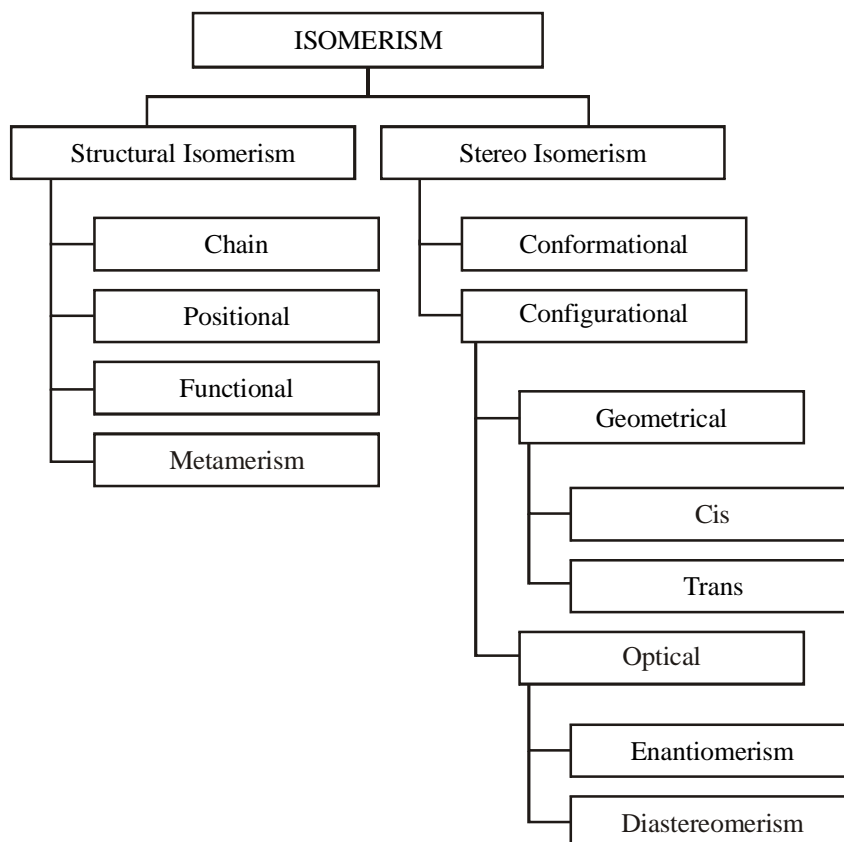 ISOMERISM
Structural Isomerism
Stereo Isomerism
Chain
Conformational
Positional
Configurational
Functional
Geometrical
Metamerism
Cis
Trans
Optical
Enantiomerism
Diastereomerism